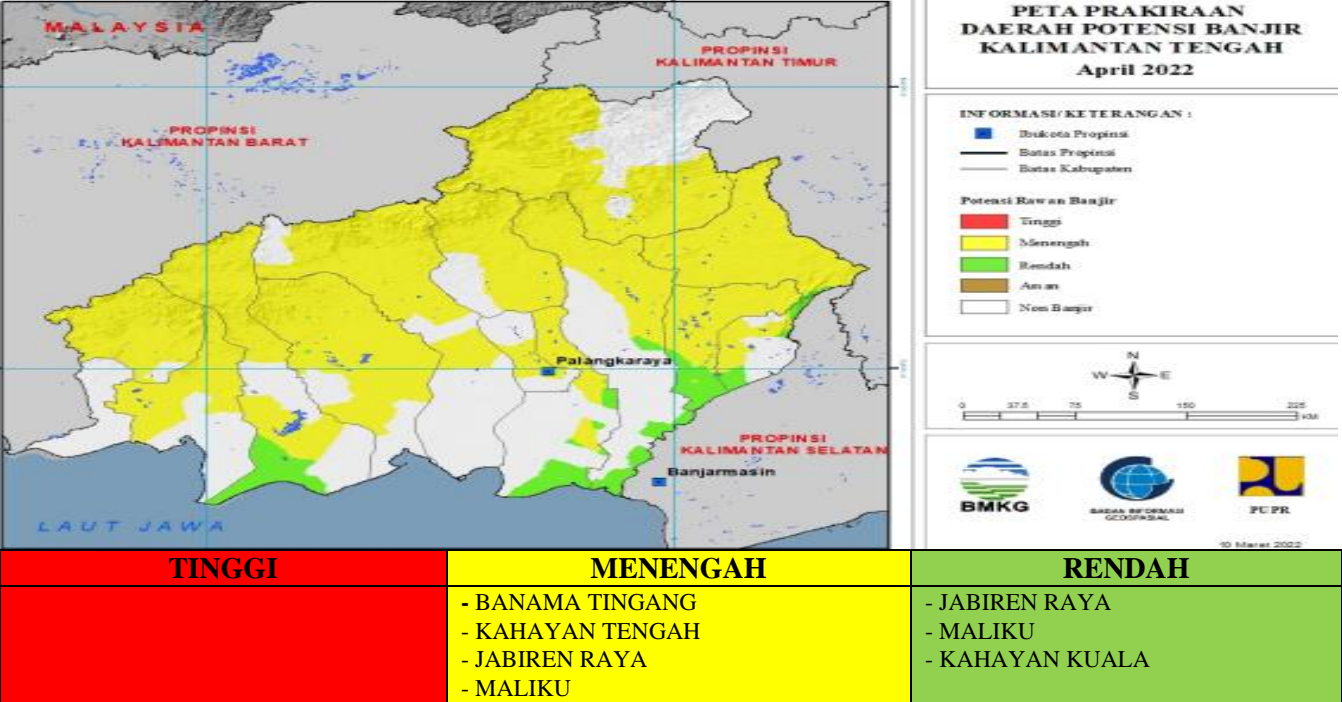 MALAYSIA
PROPINSI
KALIMANTAN TIMUR
PROPINSI
KALIMANTAN BARAT
Palangkaraya
PROPINSI
KALIMANTAN SELATAN
Banjarmasin
LAUT JAWA
PETA PRAKIRAAN
DAERAH POTENSI BANJIR
KALIMANTAN TENGAH
April 2022
INFORMASI/KETERANGAN :
Ibukota Propinsi
Batas Propinsi
Batas Kabupaten
Potensi Rawan Banjir
Tinggi
Menengah
Rendah
Aman
Non Banjir
N
W E
S
0 37.5 75 150 225
KM
BMKG
BADAN INFORMASI
GEOSPASIAL
PUPR
10 Maret 2022
TINGGI
MENENGAH
- BANAMA TINGANG
- KAHAYAN TENGAH
- JABIREN RAYA
- MALIKU
RENDAH
- JABIREN RAYA
- MALIKU
- KAHAYAN KUALA